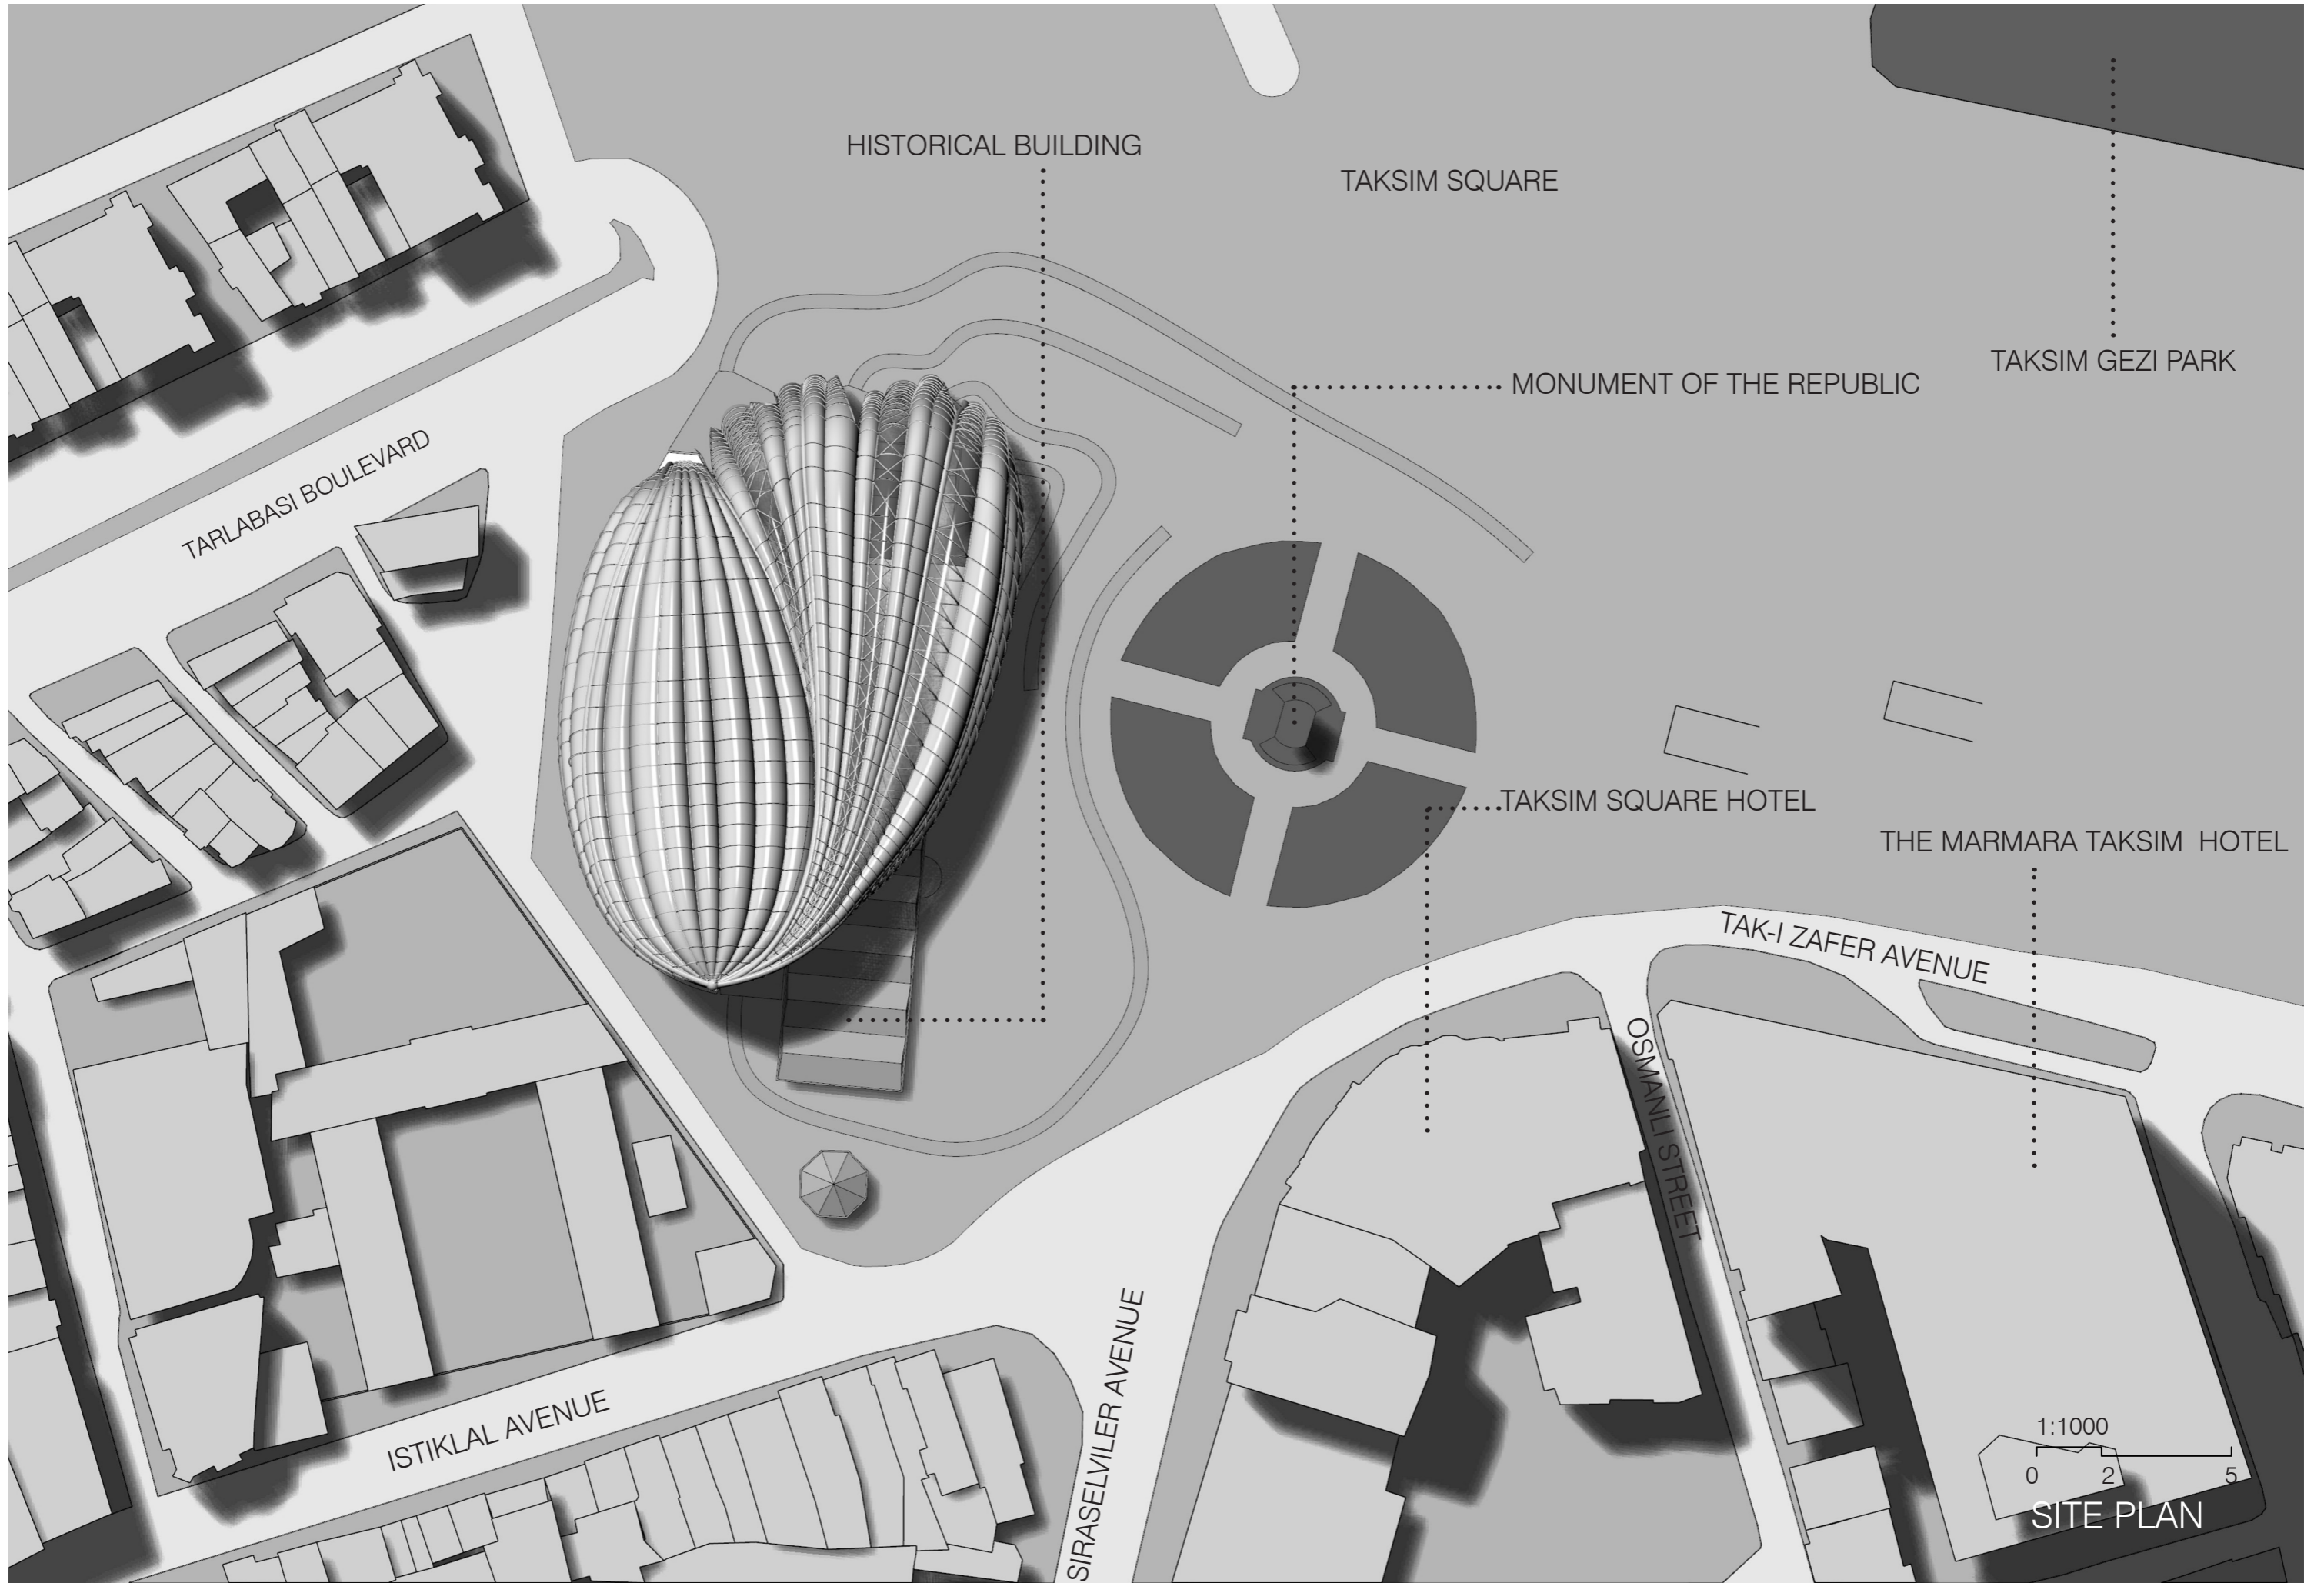 HISTORICAL BUILDING
TAKSIM SQUARE
TAKSIM GEZI PARK
MONUMENT OF THE REPUBLIC
TARLABASI BOULEVARD
TAKSIM SQUARE HOTEL
THE MARMARA TAKSIM HOTEL
TAK-I ZAFER AVENUE
OSMANLI STREET
SIRASELVILER AVENUE
ISTIKLAL AVENUE
1:1000
0 2 5
SITE PLAN